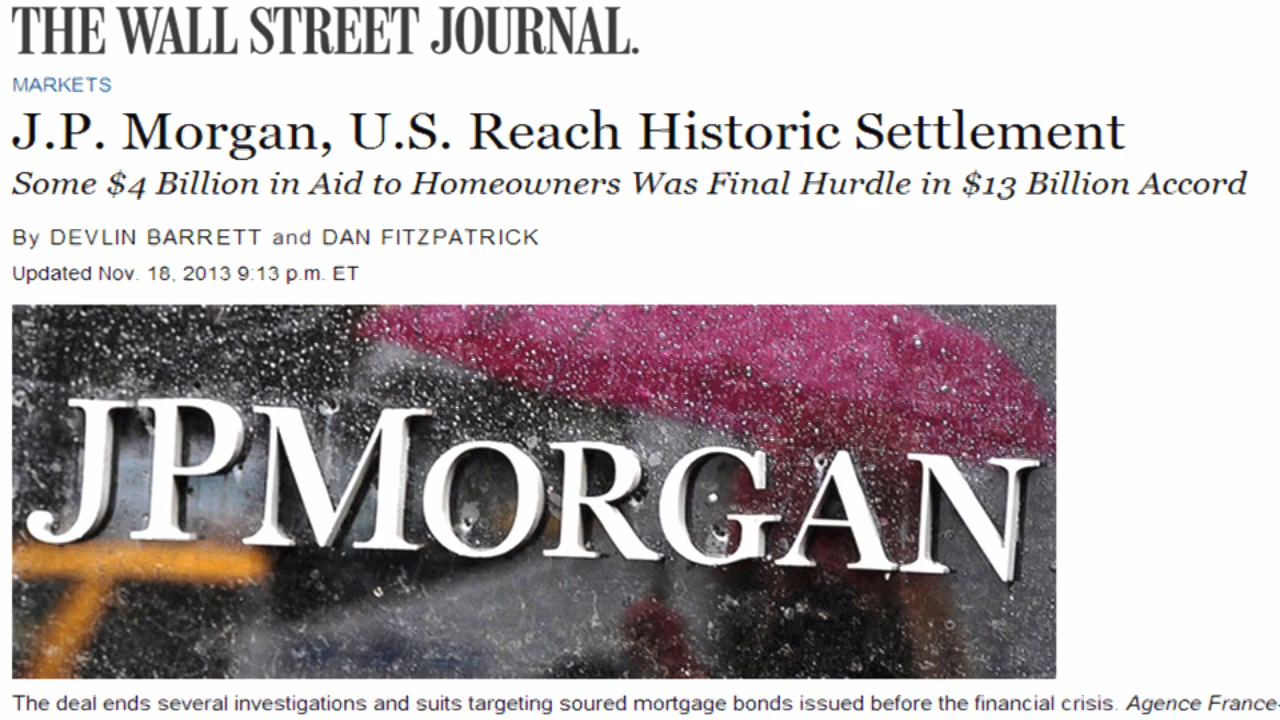 THE WALL STREET JOURNAL.
MARKETS
J.P. Morgan, U.S. Reach Historic Settlement
Some $4 Billion in Aid to Homeowners Was Final Hurdle in $13 Billion Accord
By DEVLIN BARRETT and DAN FITZPATRICK
Updated Nov. 18, 2013 9:13 p.m. ET
JPMORGAN
The deal ends several investigations and suits targeting soured mortgage bonds issued before the financial crisis. Agence France-